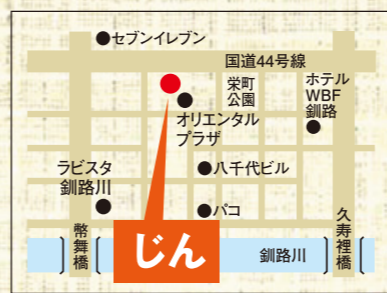 セブンイレブン
国道44号線
栄町
公園
ホテル
WBF
釧路
オリエンタル
プラザ
ラビスタ
釧路川
八千代ビル
パコ
じん
幣舞橋
釧路川
久寿裡橋